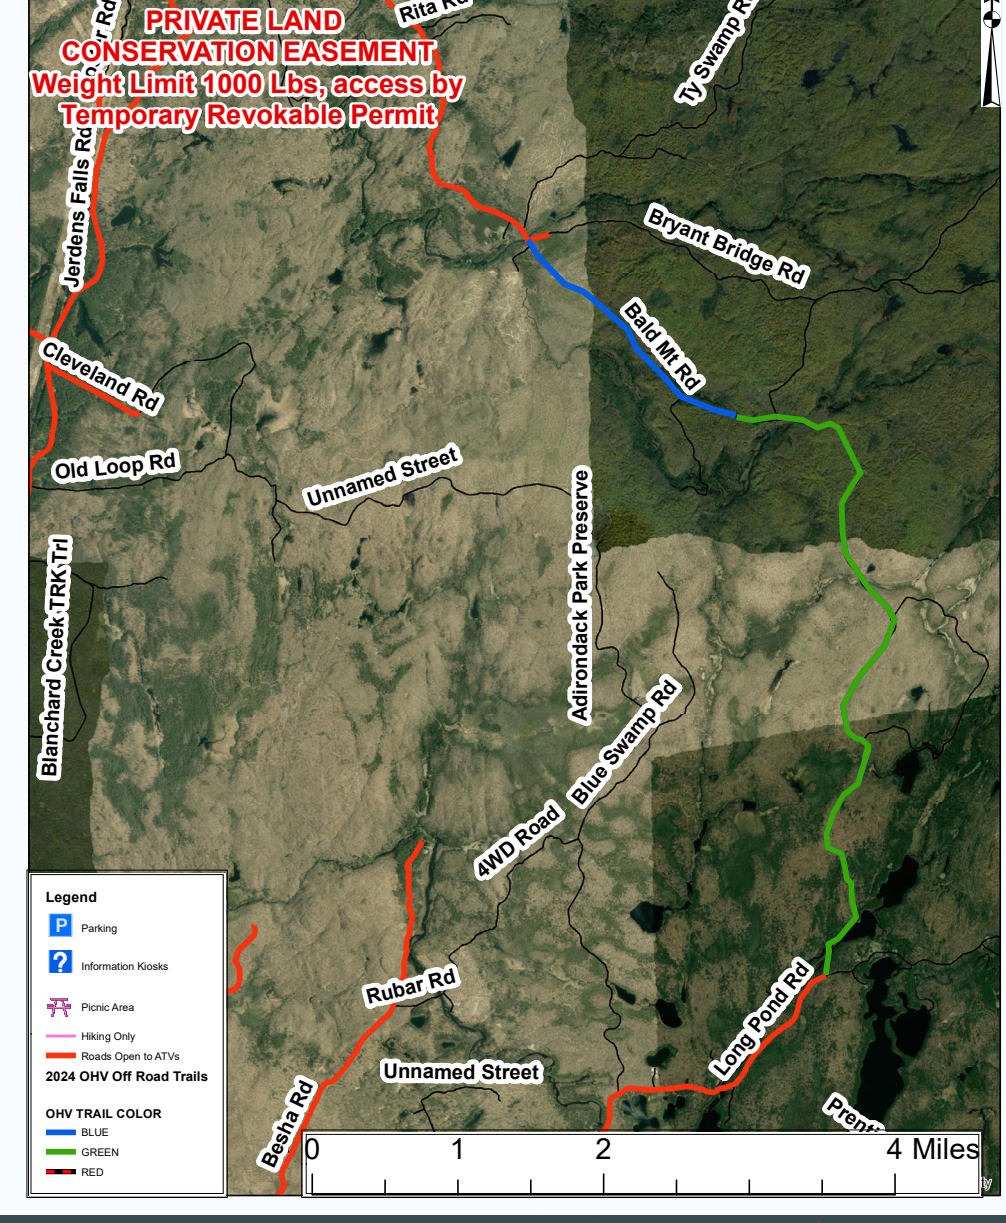 PRIVATE LAND
CONSERVATION EASEMENT
Weight Limit 1000 Lbs, access by
Temporary Revokable Permit
Rita Rd
Ty Swamp R
Jerdens Falls Rd
Bryant Bridge Rd
Bald Mt Rd
Cleveland Rd
Old Loop Rd
Unnamed Street
Adirondack Park Preserve
Blanchard Creek TRK Trl
Blue Swamp Rd
4WD Road
Rubar Rd
Long Pond Rd
Unnamed Street
Besha Rd
Legend
P Parking
? Information Kiosks
Picnic Area
Hiking Only
Roads Open to ATVs
2024 OHV Off Road Trails
OHV TRAIL COLOR
BLUE
GREEN
RED
0 1 2 4 Miles